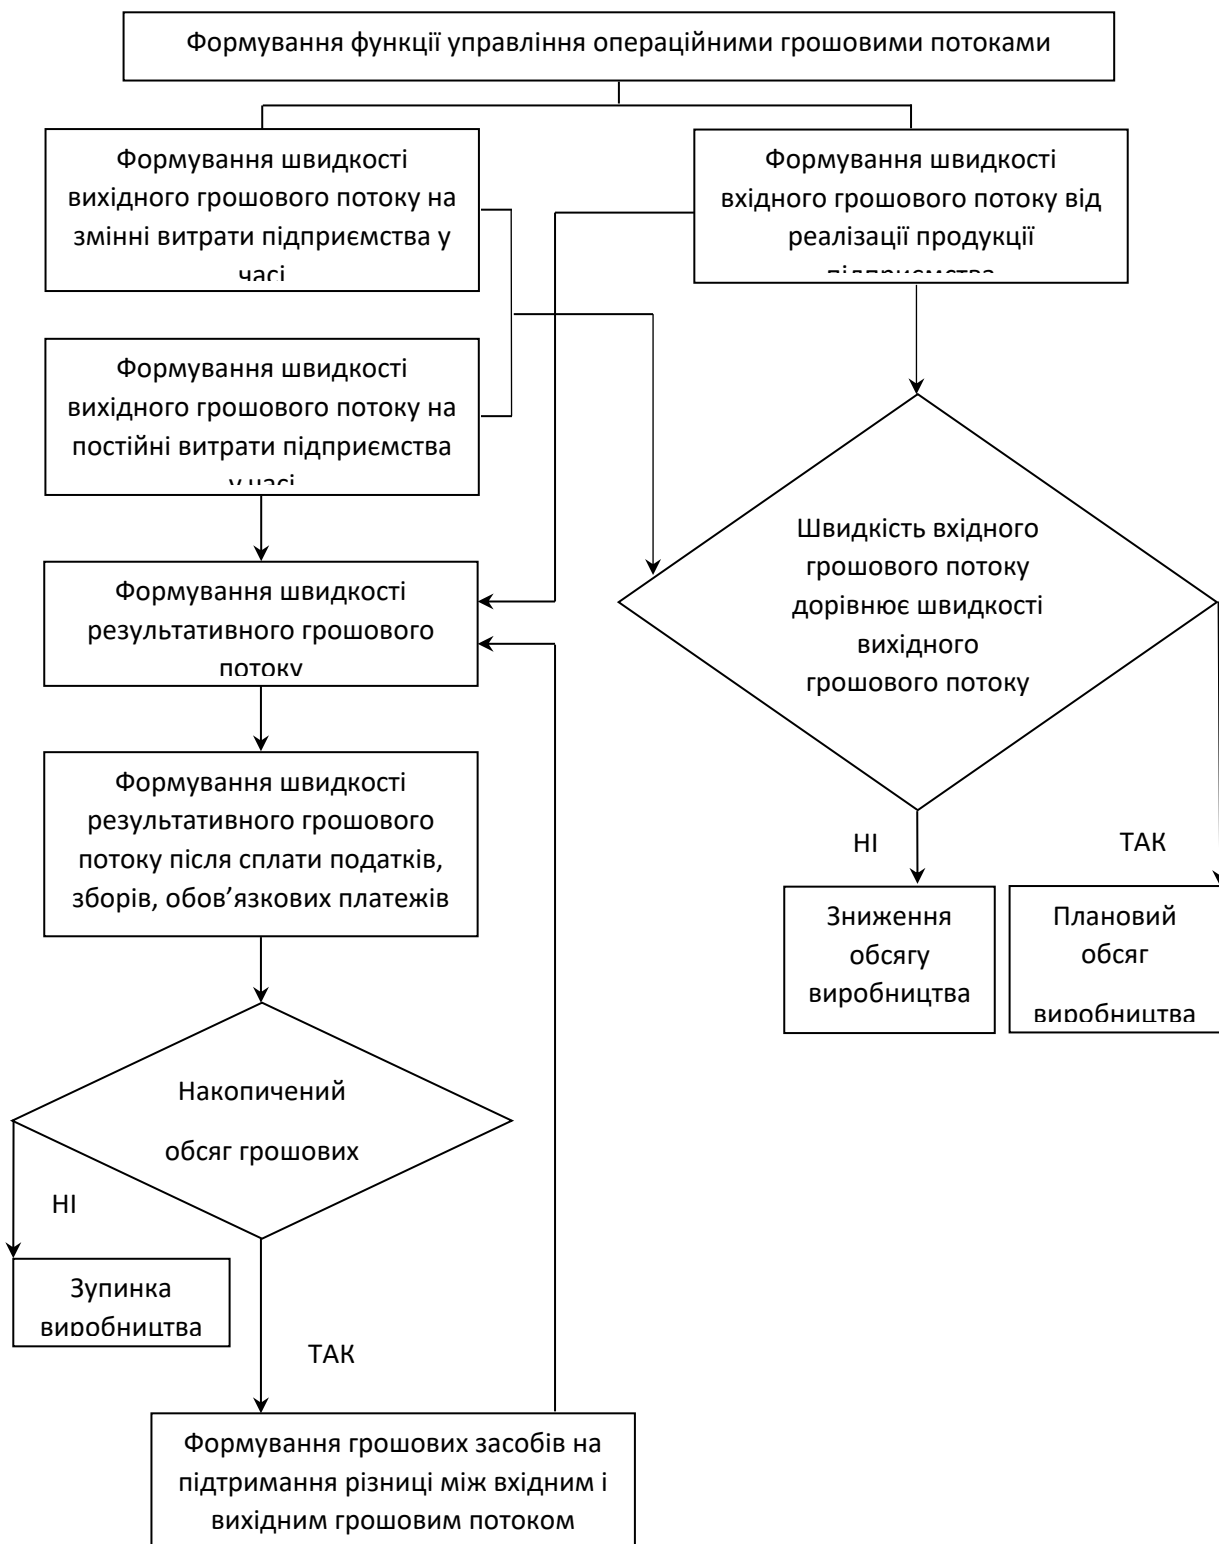 Формування функції управління операційними грошовими потоками
Формування швидкості
вихідного грошового потоку на
змінні витрати підприємства у
часі
Формування швидкості
вхідного грошового потоку від
реалізації продукції
підприємства
Формування швидкості
вихідного грошового потоку на
постійні витрати підприємства
у часі
Швидкість вхідного
грошового потоку
дорівнює швидкості
вихідного
грошового потоку
Формування швидкості
результативного грошового
потоку
Формування швидкості
результативного грошового
потоку після сплати податків,
зборів, обов’язкових платежів
НІ
ТАК
Зниження
обсягу
виробництва
Плановий
обсяг
виробництва
Накопичений
обсяг грошових
НІ
Зупинка
виробництва
ТАК
Формування грошових засобів на
підтримання різниці між вхідним і
вихідним грошовим потоком